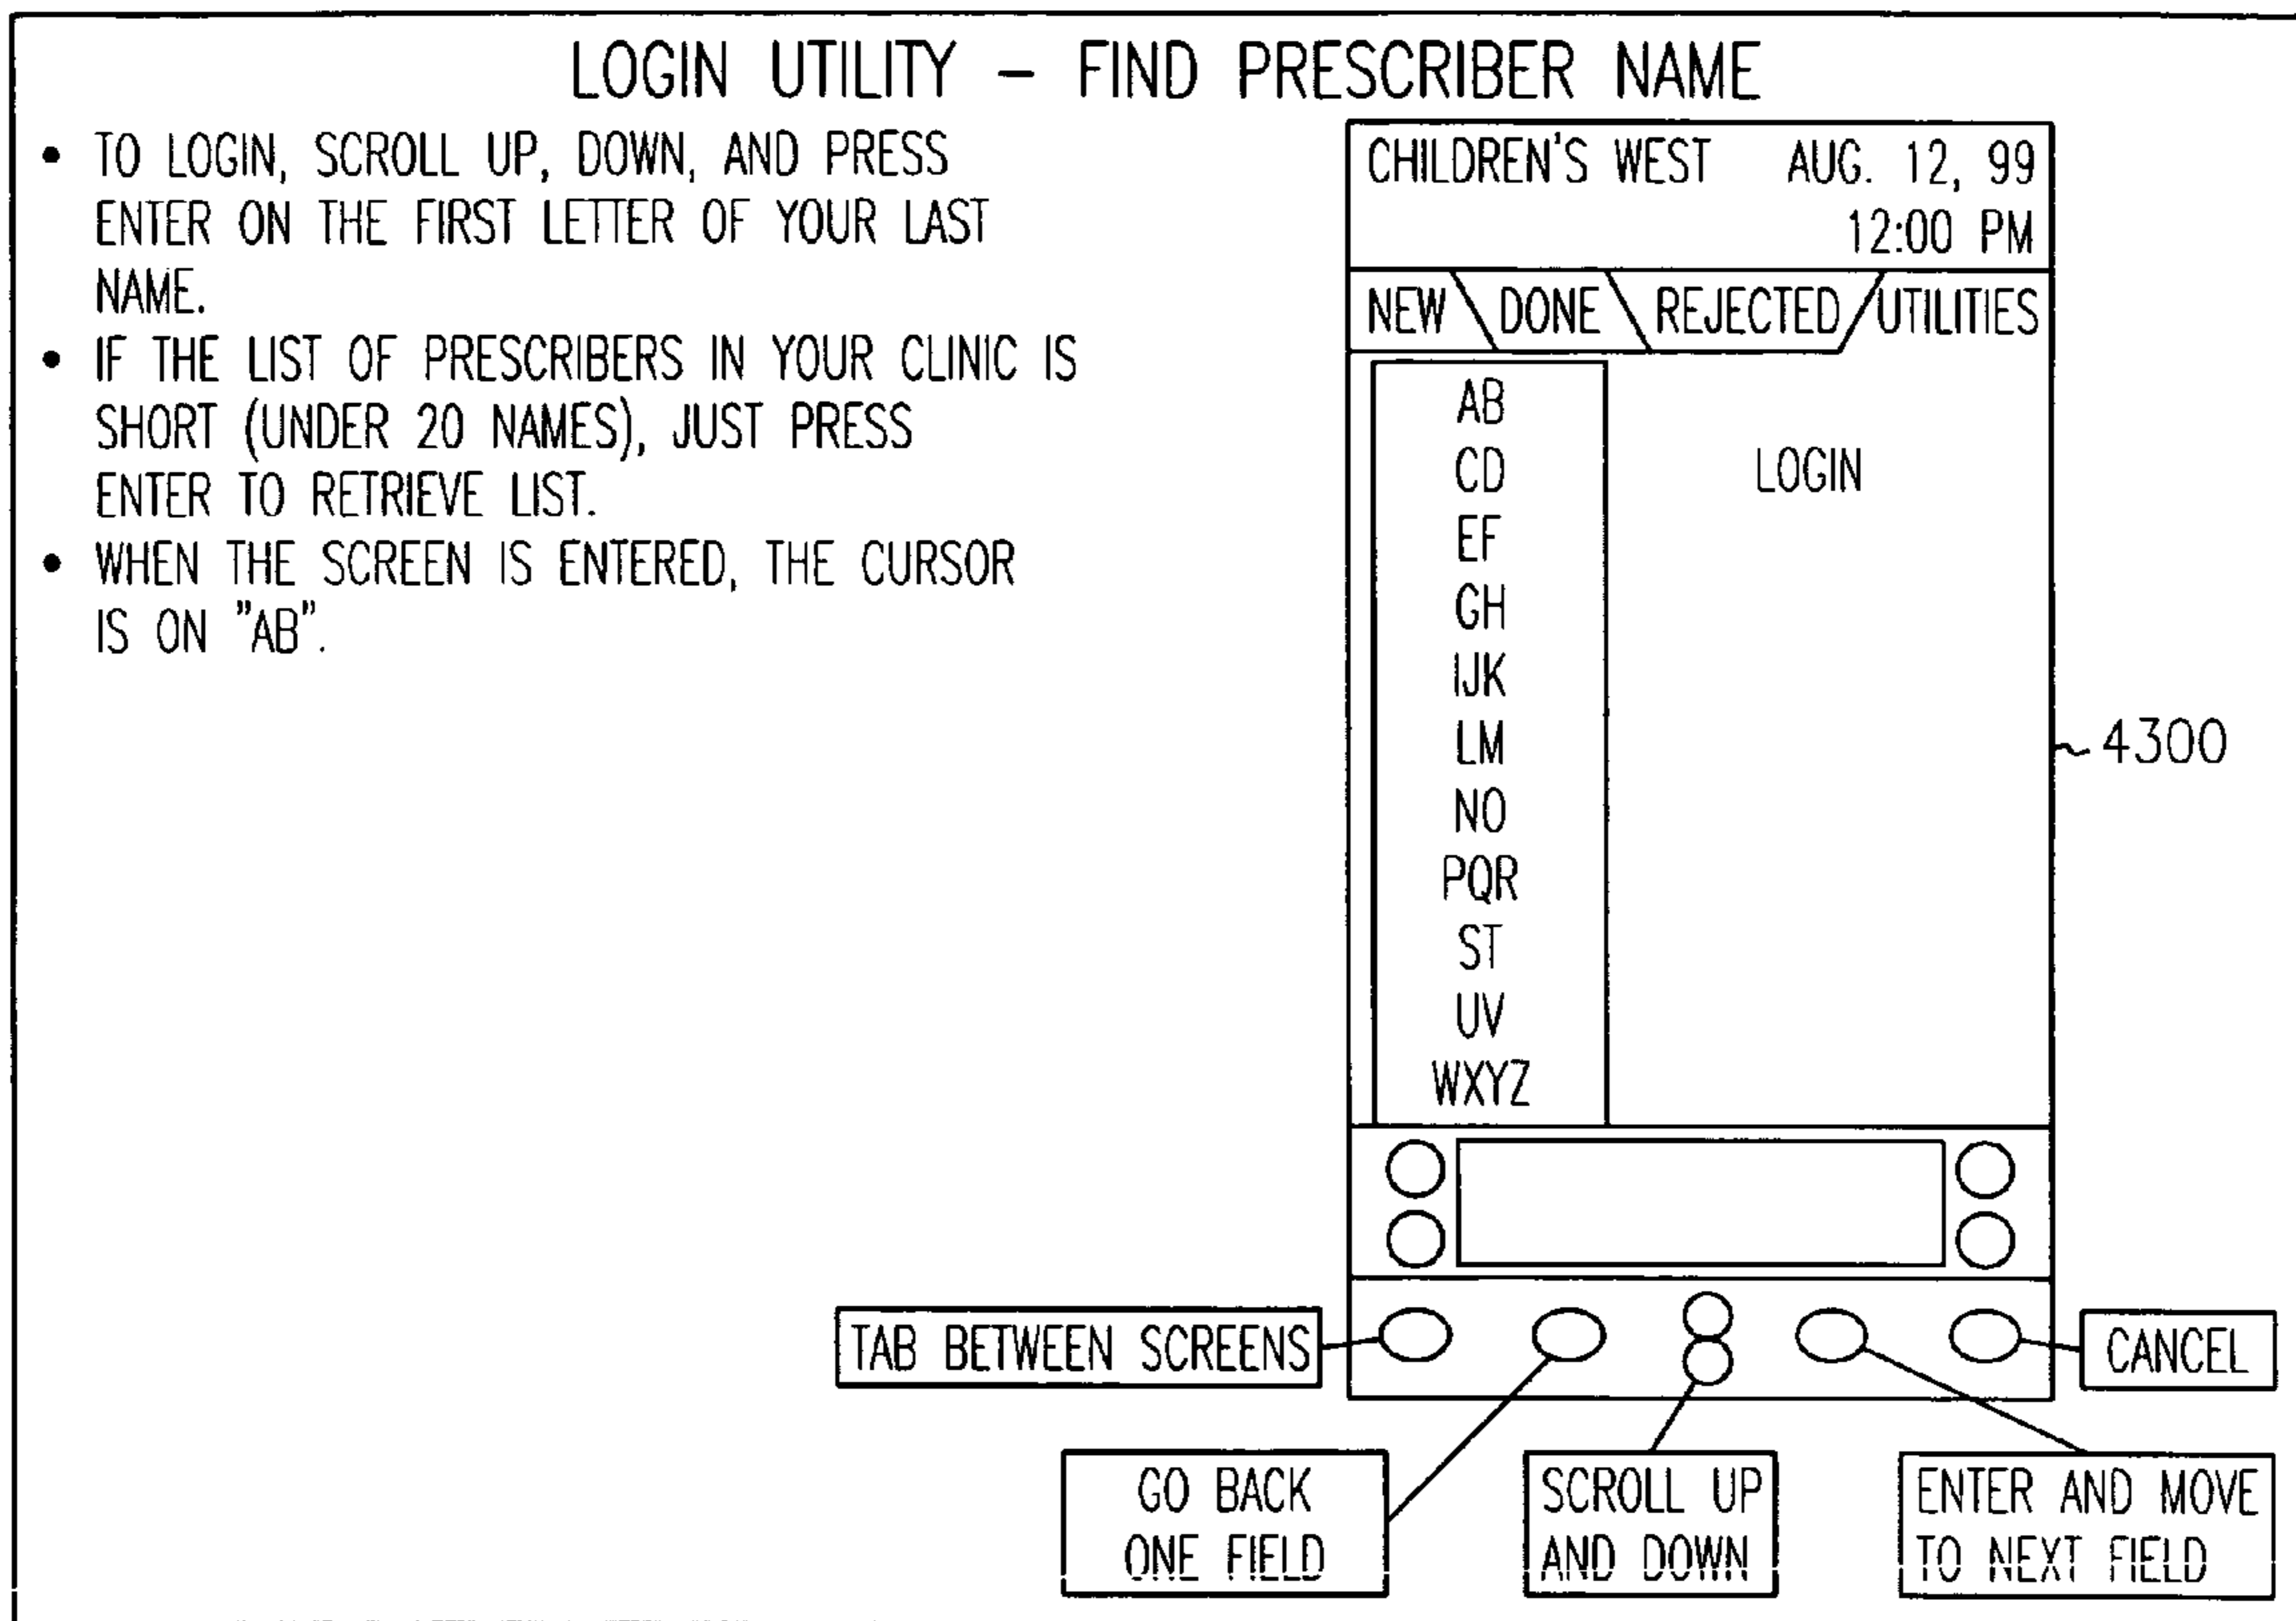 LOGIN UTILITY – FIND PRESCRIBER NAME
• TO LOGIN, SCROLL UP, DOWN, AND PRESS
ENTER ON THE FIRST LETTER OF YOUR LAST
NAME.
• IF THE LIST OF PRESCRIBERS IN YOUR CLINIC IS
SHORT (UNDER 20 NAMES), JUST PRESS
ENTER TO RETRIEVE LIST.
• WHEN THE SCREEN IS ENTERED, THE CURSOR
IS ON "AB".
CHILDREN'S WEST AUG. 12, 99
12:00 PM
NEW DONE REJECTED UTILITIES
AB
CD
EF
GH
IJK
LM
NO
PQR
ST
UV
WXYZ
LOGIN
4300
TAB BETWEEN SCREENS
CANCEL
GO BACK
ONE FIELD
SCROLL UP
AND DOWN
ENTER AND MOVE
TO NEXT FIELD